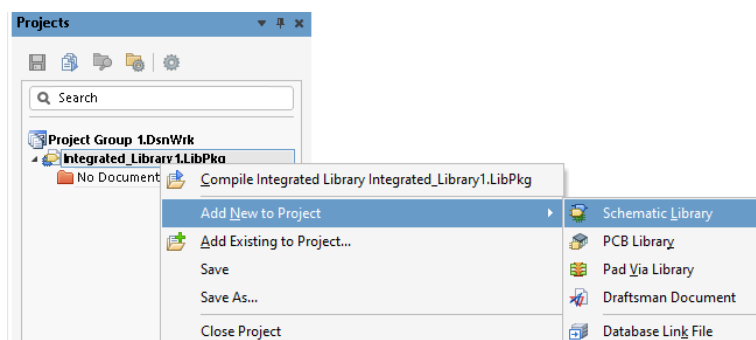 Projects
Search
Project Group 1.DsnWrk
Integrated_Library1.LibPkg
No Document
Compile Integrated Library Integrated_Library1.LibPkg
Add New to Project
Schematic Library
Add Existing to Project...
PCB Library
Save
Pad Via Library
Save As...
Draftsman Document
Close Project
Database Link File